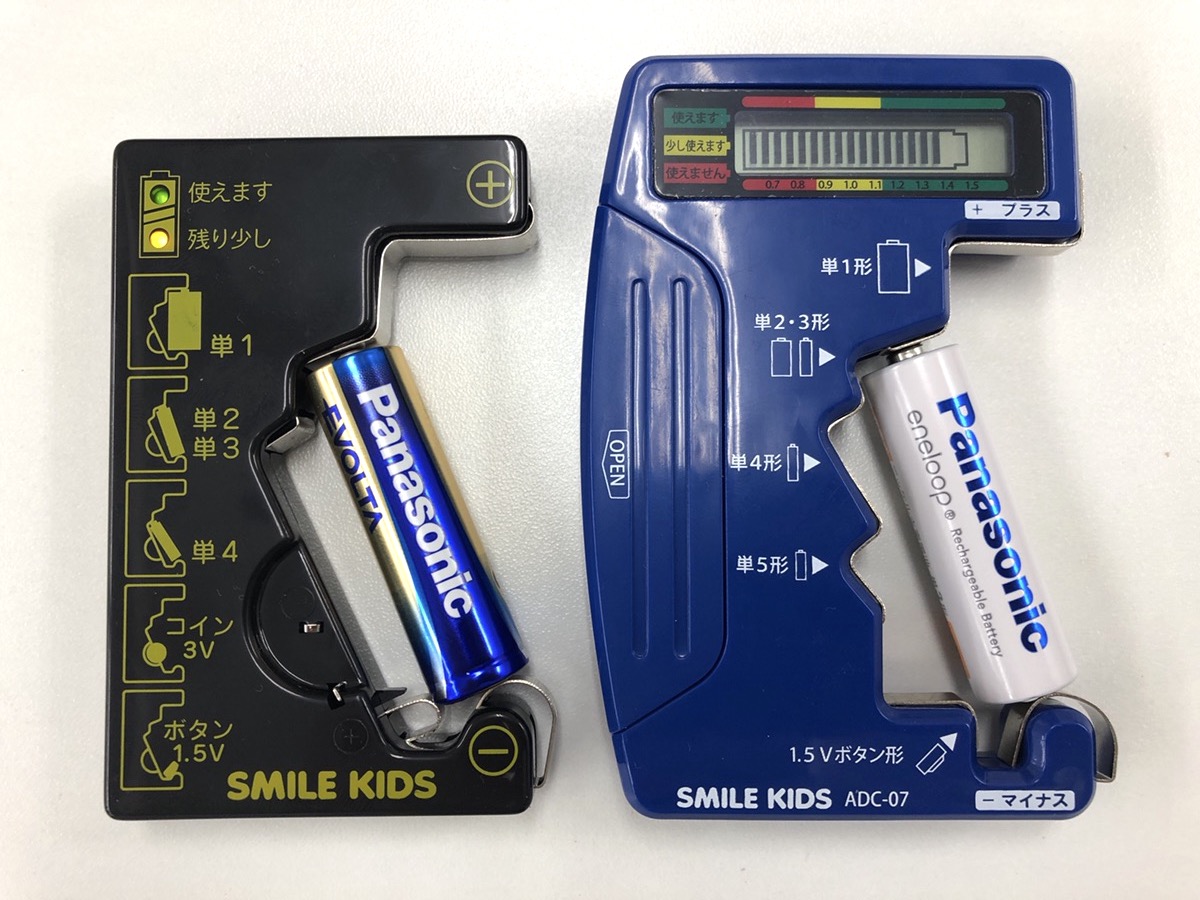 使えます
残り少し
単1
単2
単3
単4
コイン
3V
ボタン
1.5V
SMILE KIDS
Panasonic
EVOLTA
使えます
少し使えます
使えません
0.7 0.8 0.9 1.0 1.1 1.2 1.3 1.4 1.5
+ プラス
単1形
単2・3形
単4形
単5形
OPEN
1.5Vボタン形
SMILE KIDS ADC-07
− マイナス
Panasonic
eneloop® Rechargeable Battery